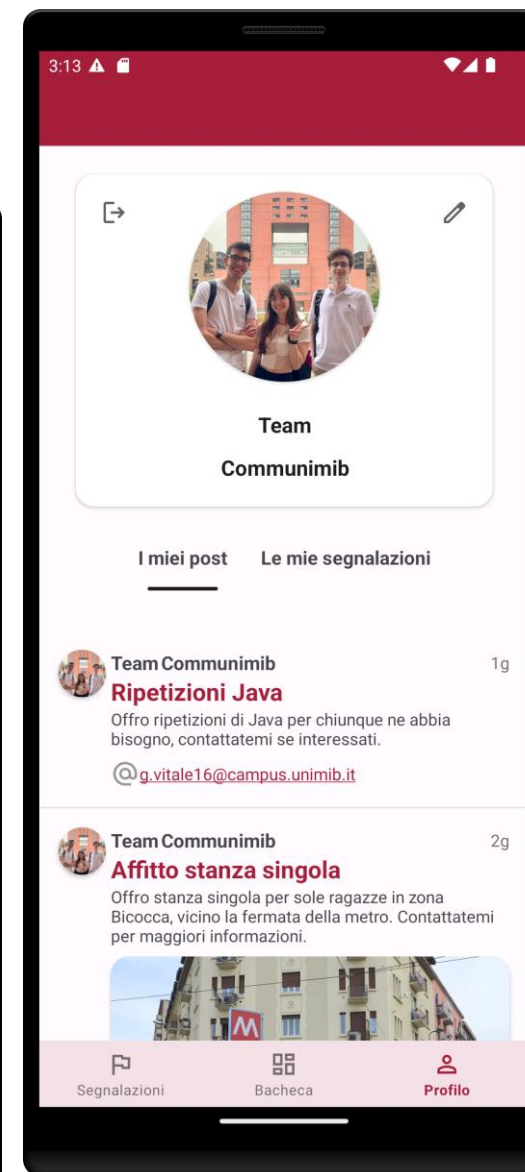 3:13
Team
Communimib
I miei post Le mie segnalazioni
Team Communimib 1g
Ripetizioni Java
Offro ripetizioni di Java per chiunque ne abbia
bisogno, contattatemi se interessati.
@g.vitale16@campus.unimib.it
Team Communimib 2g
Affitto stanza singola
Offro stanza singola per sole ragazze in zona
Bicocca, vicino la fermata della metro. Contattatemi
per maggiori informazioni.
M
Segnalazioni Bacheca Profilo